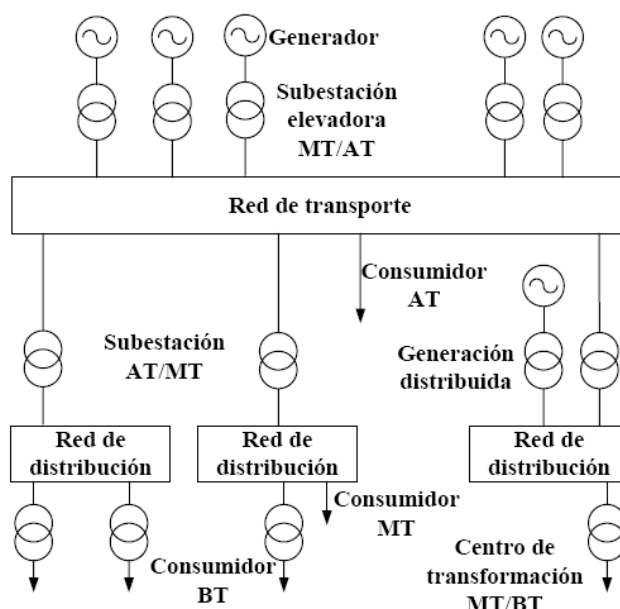 Generador
Subestación
elevadora
MT/AT
Red de transporte
Consumidor
AT
Subestación
AT/MT
Generación
distribuida
Red de
distribución
Red de
distribución
Red de
distribución
Consumidor
MT
Consumidor
BT
Centro de
transformación
MT/BT